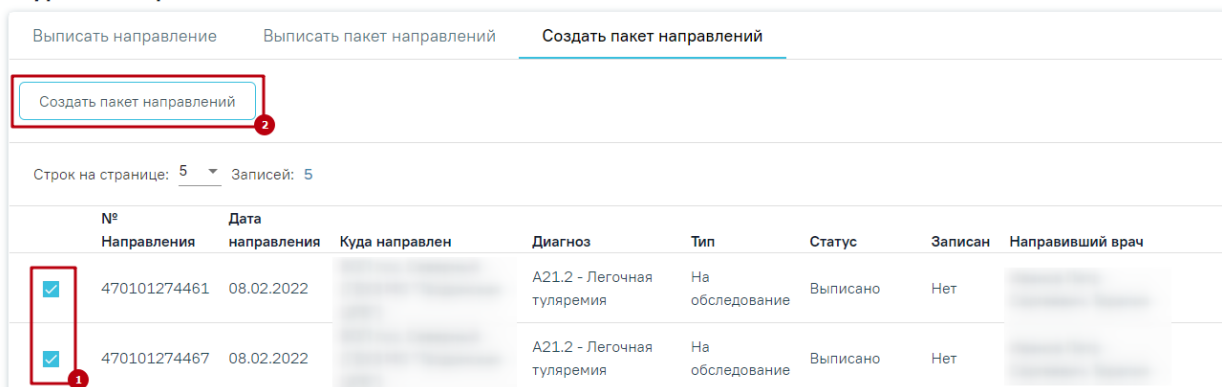 Выписать направление Выписать пакет направлений Создать пакет направлений
Создать пакет направлений
2
Строк на странице: 5 Записей: 5
№ Направления Дата направления Куда направлен Диагноз Тип Статус Записан Направивший врач
470101274461 08.02.2022 A21.2 - Легочная туляремия На обследование Выписано Нет
470101274467 08.02.2022 A21.2 - Легочная туляремия На обследование Выписано Нет
1